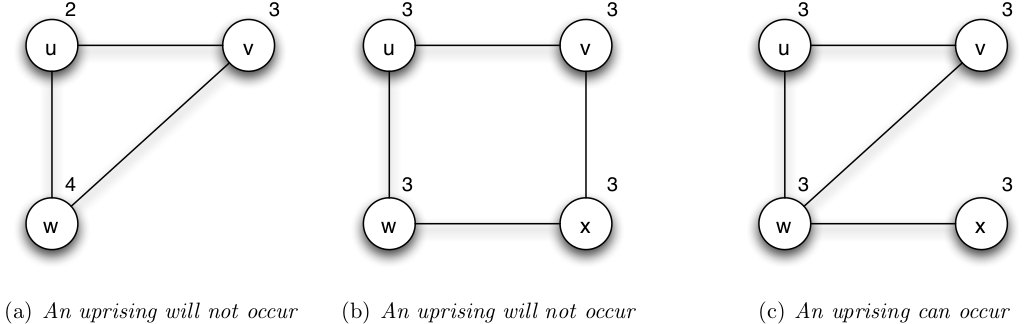 2 3 3 3 3 3
u v u v u v
4 3 3 3 3
w w x w x
(a) An uprising will not occur (b) An uprising will not occur (c) An uprising can occur